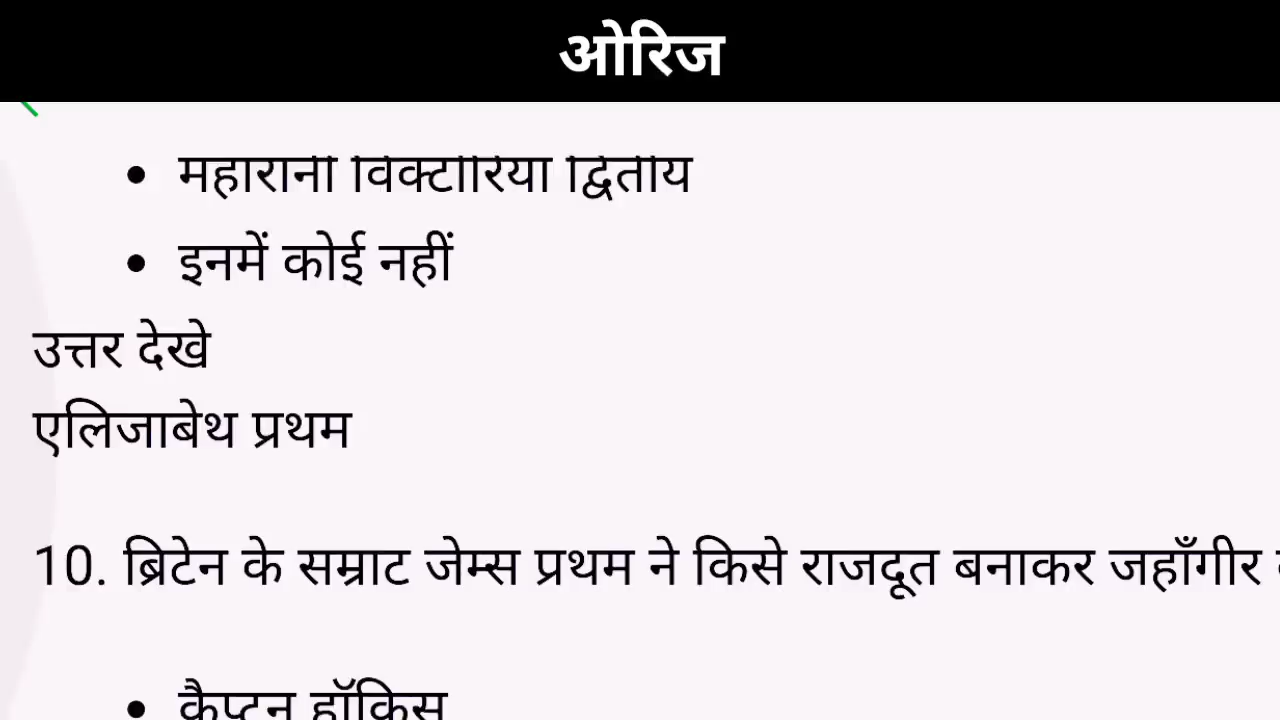 ओरिज
महारानी विक्टोरिया द्वितीय
इनमें कोई नहीं
उत्तर देखे
एलिजाबेथ प्रथम
10. ब्रिटेन के सम्राट जेम्स प्रथम ने किसे राजदूत बनाकर जहाँगीर
कैप्टन हॉकिस